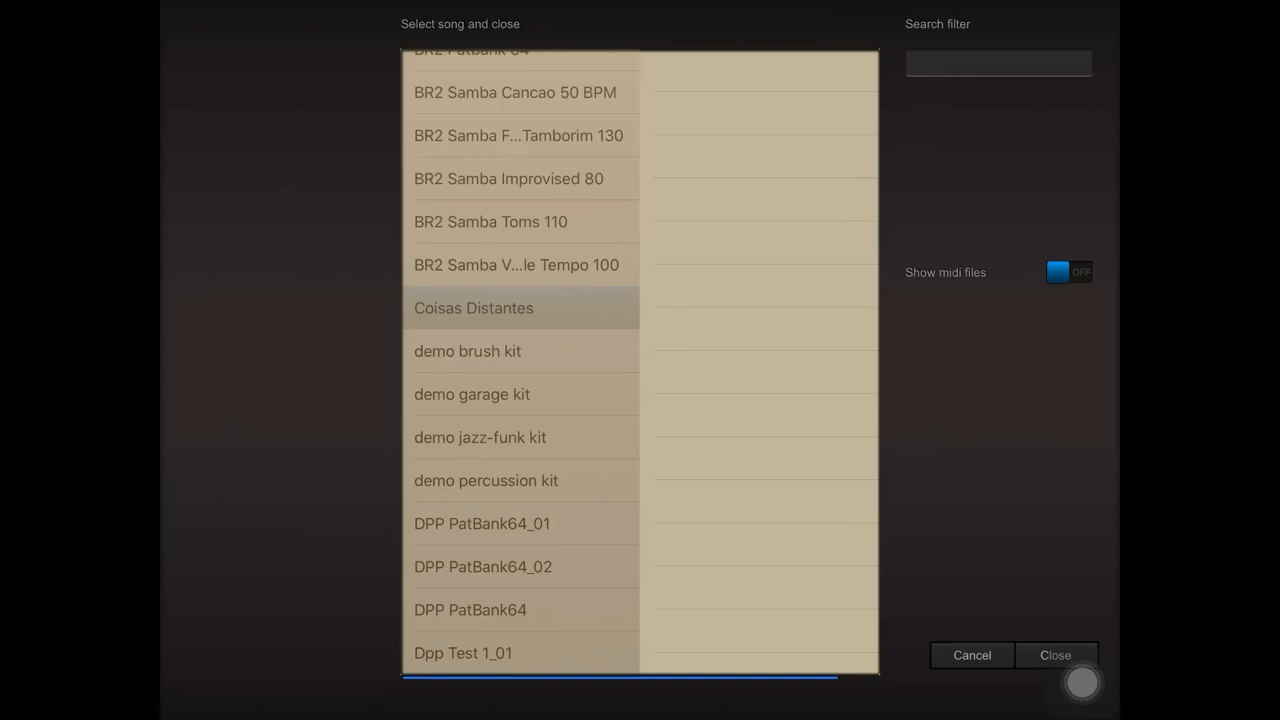 Select song and close
Search filter
BR2 Patbank 64
BR2 Samba Cancao 50 BPM
BR2 Samba F...Tamborim 130
BR2 Samba Improvised 80
BR2 Samba Toms 110
BR2 Samba V...le Tempo 100
Show midi files
OFF
Coisas Distantes
demo brush kit
demo garage kit
demo jazz-funk kit
demo percussion kit
DPP PatBank64_01
DPP PatBank64_02
DPP PatBank64
Dpp Test 1_01
Cancel
Close